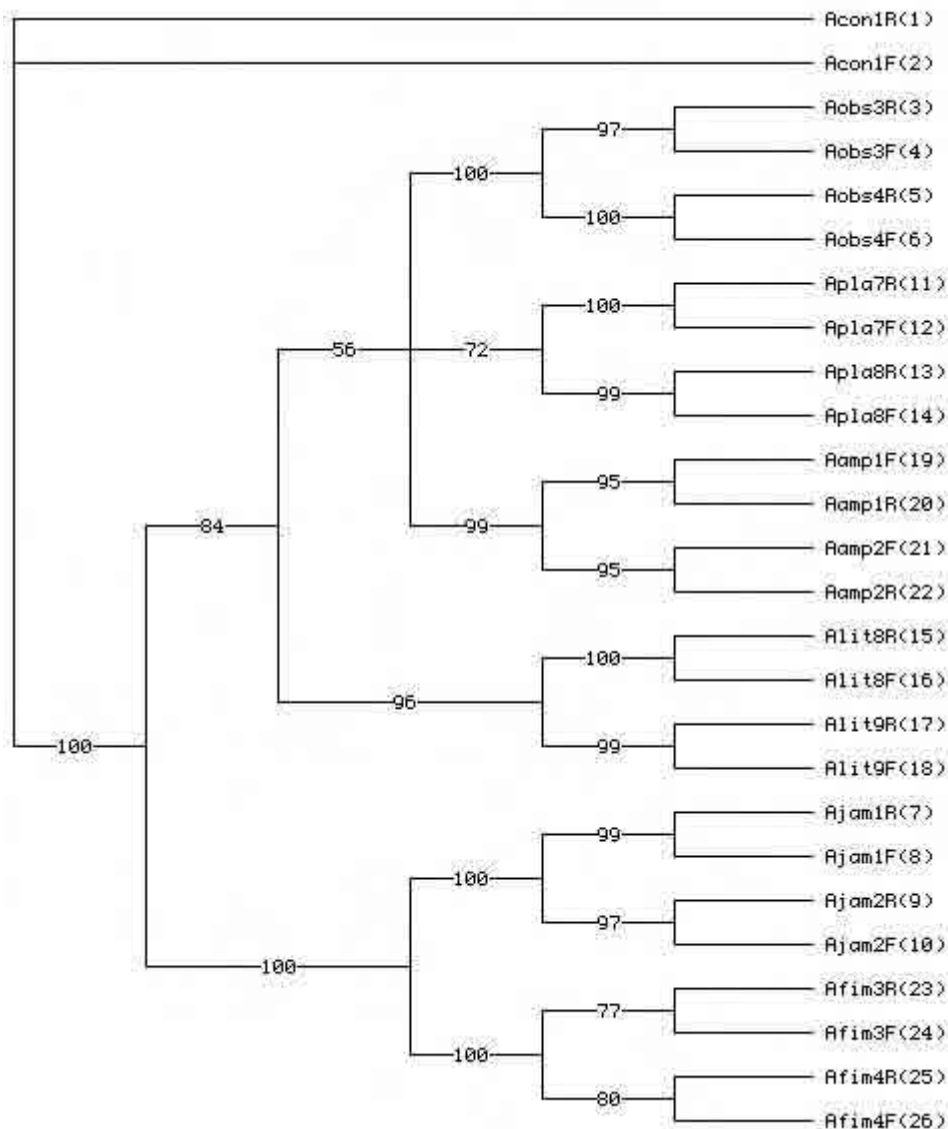 Acon1R(1)
Acon1F(2)
Aobs3R(3)
97
Aobs3F(4)
100
Aobs4R(5)
100
Aobs4F(6)
Apla7R(11)
100
Apla7F(12)
56
72
Apla8R(13)
99
Apla8F(14)
Aamp1F(19)
95
Aamp1R(20)
84
99
Aamp2F(21)
95
Aamp2R(22)
Alit8R(15)
100
Alit8F(16)
96
Alit9R(17)
100
99
Alit9F(18)
Ajam1R(7)
99
Ajam1F(8)
100
Ajam2R(9)
97
Ajam2F(10)
100
Afim3R(23)
77
Afim3F(24)
100
Afim4R(25)
80
Afim4F(26)